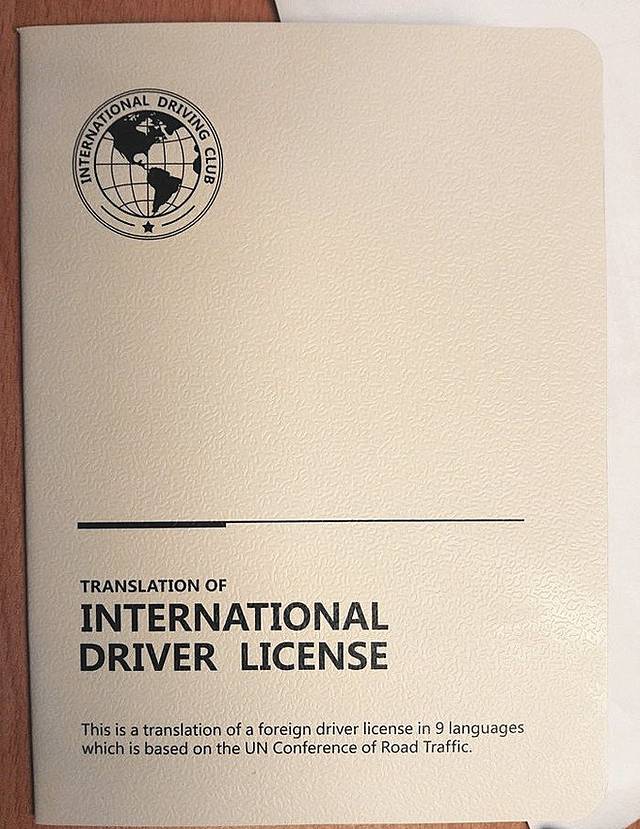 INTERNATIONAL DRIVING CLUB
TRANSLATION OF
INTERNATIONAL
DRIVER LICENSE
This is a translation of a foreign driver license in 9 languages
which is based on the UN Conference of Road Traffic.